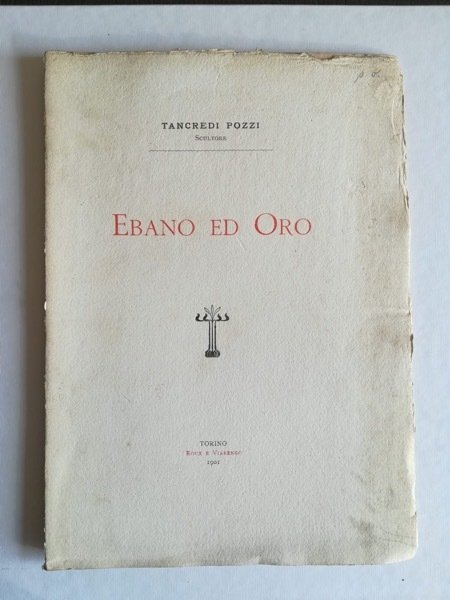 TANCREDI POZZI
SCULTORE
EBANO ED ORO
TORINO
ROUX E VIARENGO
1901